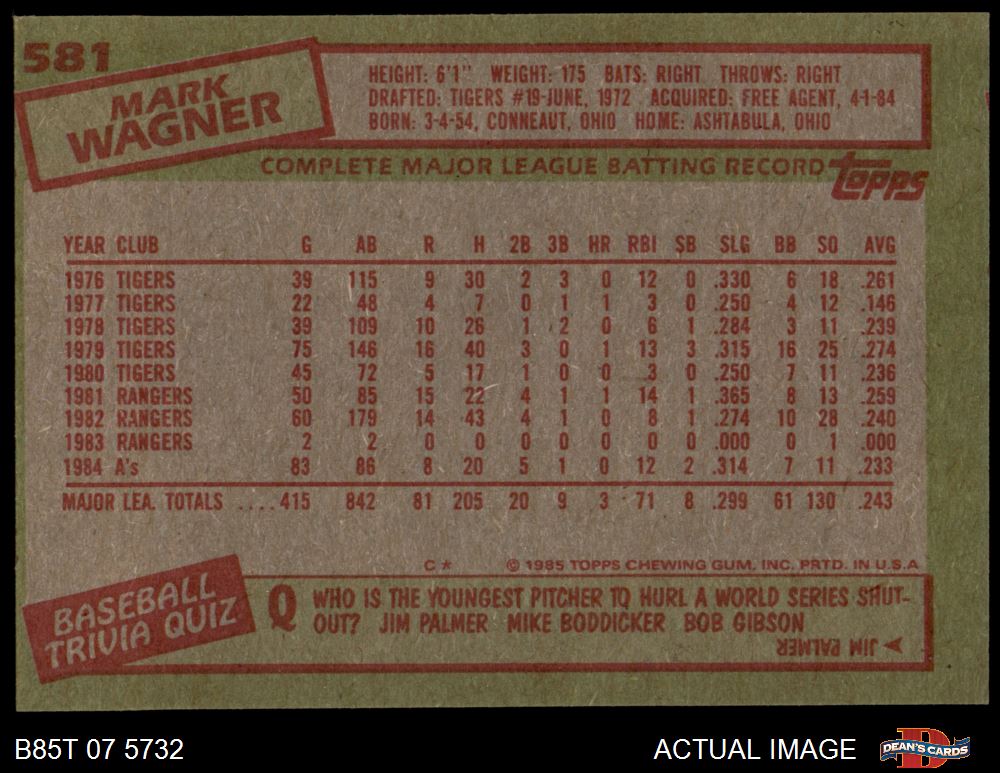 581
MARK
WAGNER
HEIGHT: 6'1" WEIGHT: 175 BATS: RIGHT THROWS: RIGHT
DRAFTED: TIGERS #19-JUNE, 1972 ACQUIRED: FREE AGENT, 4-1-84
BORN: 3-4-54, CONNEAUT, OHIO HOME: ASHTABULA, OHIO
COMPLETE MAJOR LEAGUE BATTING RECORD topps
YEAR CLUB G AB R H 2B 3B HR RBI SB SLG BB SO AVG
1976 TIGERS 39 115 9 30 2 3 0 12 0 .330 6 18 .261
1977 TIGERS 22 48 4 7 0 1 1 3 0 .250 4 12 .146
1978 TIGERS 39 109 10 26 1 2 0 6 1 .284 3 11 .239
1979 TIGERS 75 146 16 40 3 0 1 13 3 .315 16 25 .274
1980 TIGERS 45 72 5 17 1 0 0 3 0 .250 7 11 .236
1981 RANGERS 50 85 15 22 4 1 1 14 1 .365 8 13 .259
1982 RANGERS 60 179 14 43 4 1 0 8 1 .274 10 28 .240
1983 RANGERS 2 2 0 0 0 0 0 0 0 .000 0 1 .000
1984 A's 83 86 8 20 5 1 0 12 2 .314 7 11 .233
MAJOR LEA. TOTALS ....415 842 81 205 20 9 3 71 8 .299 61 130 .243
C* © 1985 TOPPS CHEWING GUM, INC. PRTD. IN U.S.A
BASEBALL
TRIVIA QUIZ
Q WHO IS THE YOUNGEST PITCHER TO HURL A WORLD SERIES SHUT-
OUT? JIM PALMER MIKE BODDICKER BOB GIBSON
JIM PALMER
B85T 07 5732
ACTUAL IMAGE
D
DEAN'S CARDS